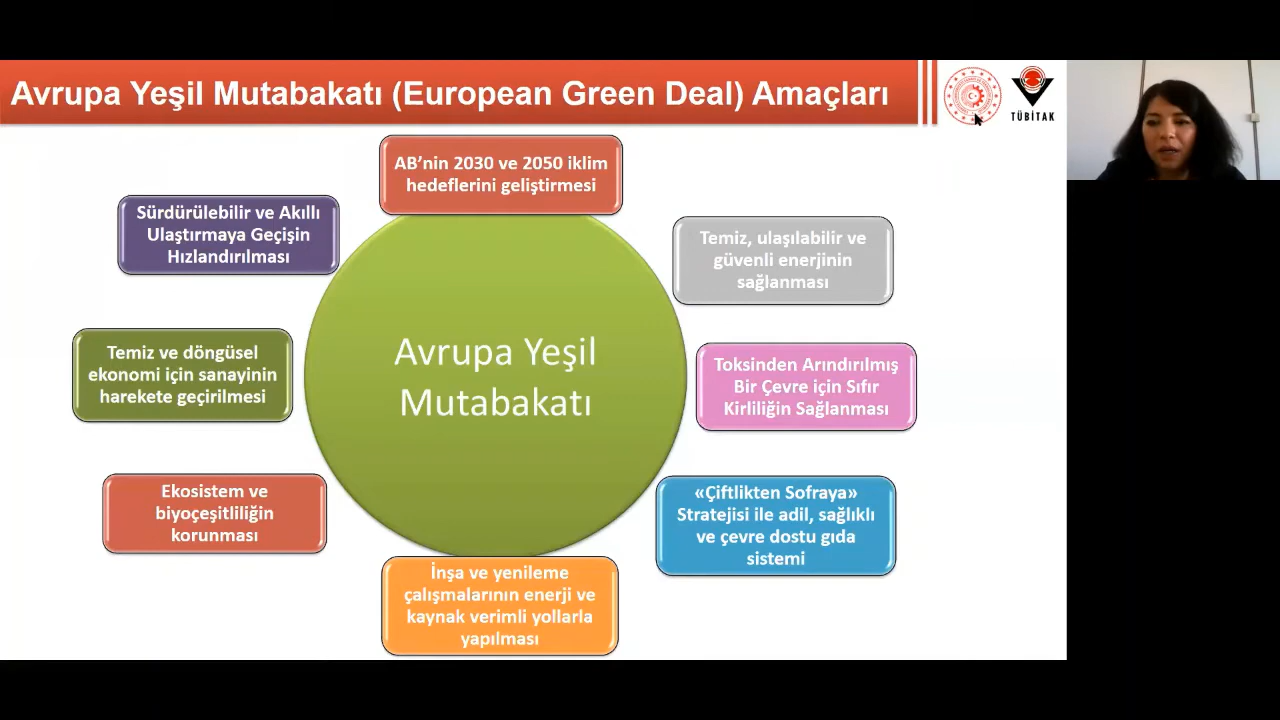 Avrupa Yeşil Mutabakatı (European Green Deal) Amaçları
TÜBİTAK
AB’nin 2030 ve 2050 iklim
hedeflerini geliştirmesi
Temiz, ulaşılabilir ve
güvenli enerjinin
sağlanması
Toksinden Arındırılmış
Bir Çevre için Sıfır
Kirliliğin Sağlanması
«Çiftlikten Sofraya»
Stratejisi ile adil, sağlıklı
ve çevre dostu gıda
sistemi
İnşa ve yenileme
çalışmalarının enerji ve
kaynak verimli yollarla
yapılması
Ekosistem ve
biyoçeşitliliğin
korunması
Temiz ve döngüsel
ekonomi için sanayinin
harekete geçirilmesi
Sürdürülebilir ve Akıllı
Ulaştırmaya Geçişin
Hızlandırılması
Avrupa Yeşil
Mutabakatı